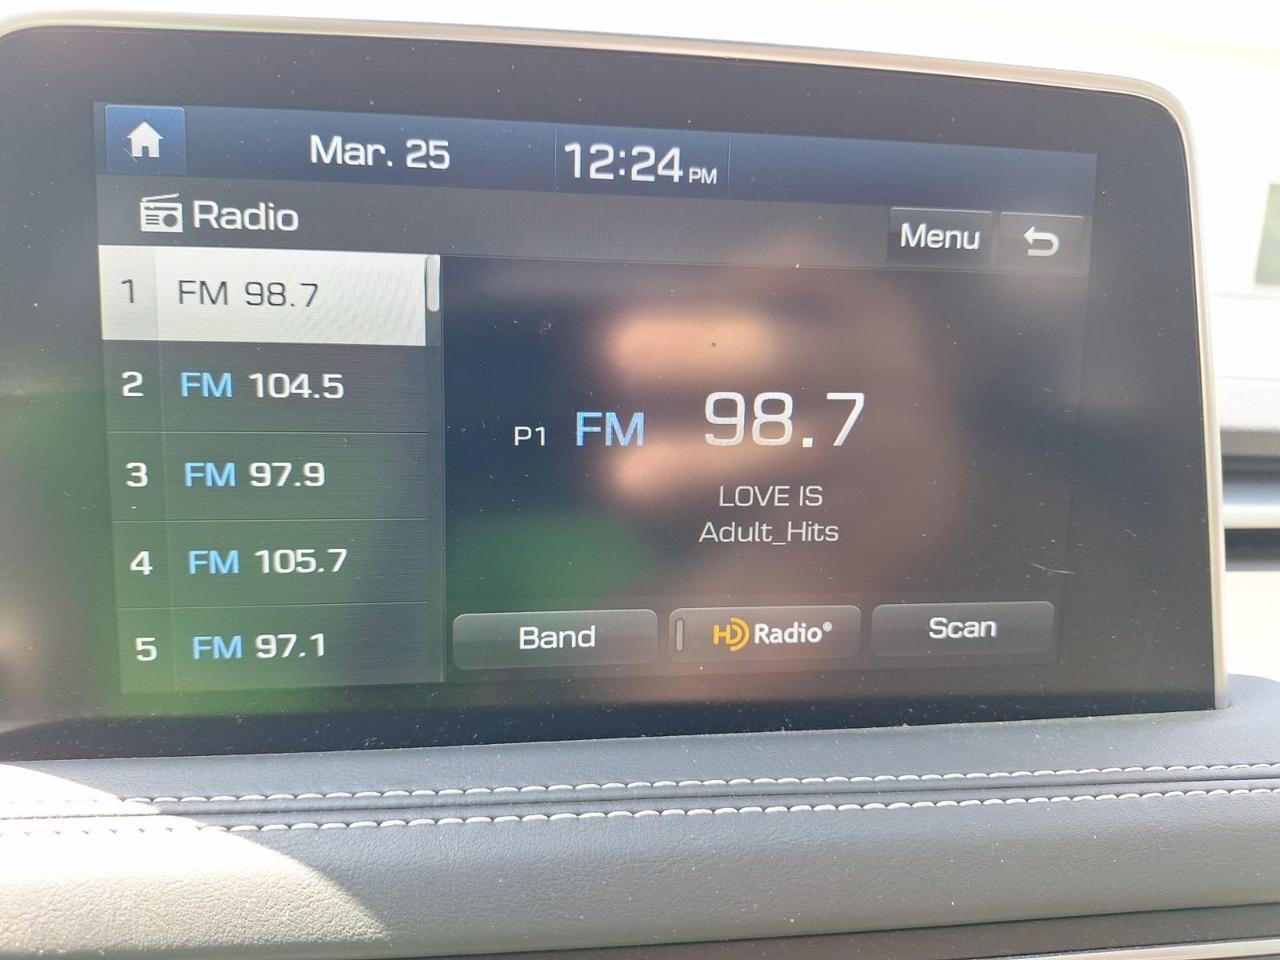 Mar. 25 12:24 PM
Radio Menu
1 FM 98.7
2 FM 104.5
3 FM 97.9
4 FM 105.7
5 FM 97.1
P1 FM 98.7
LOVE IS
Adult_Hits
Band HD Radio® Scan